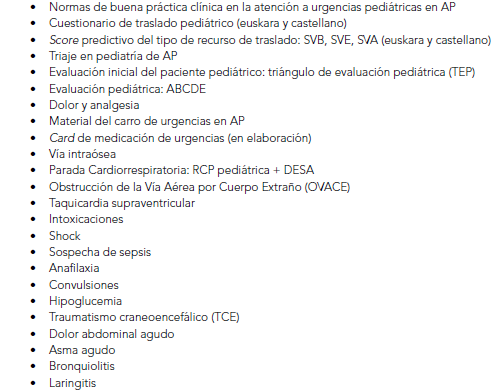 • Normas de buena práctica clínica en la atención a urgencias pediátricas en AP
• Cuestionario de traslado pediátrico (euskara y castellano)
• Score predictivo del tipo de recurso de traslado: SVB, SVE, SVA (euskara y castellano)
• Triaje en pediatría de AP
• Evaluación inicial del paciente pediátrico: triángulo de evaluación pediátrica (TEP)
• Evaluación pediátrica: ABCDE
• Dolor y analgesia
• Material del carro de urgencias en AP
• Card de medicación de urgencias (en elaboración)
• Vía intraósea
• Parada Cardiorrespiratoria: RCP pediátrica + DESA
• Obstrucción de la Vía Aérea por Cuerpo Extraño (OVACE)
• Taquicardia supraventricular
• Intoxicaciones
• Shock
• Sospecha de sepsis
• Anafilaxia
• Convulsiones
• Hipoglucemia
• Traumatismo craneoencefálico (TCE)
• Dolor abdominal agudo
• Asma agudo
• Bronquiolitis
• Laringitis